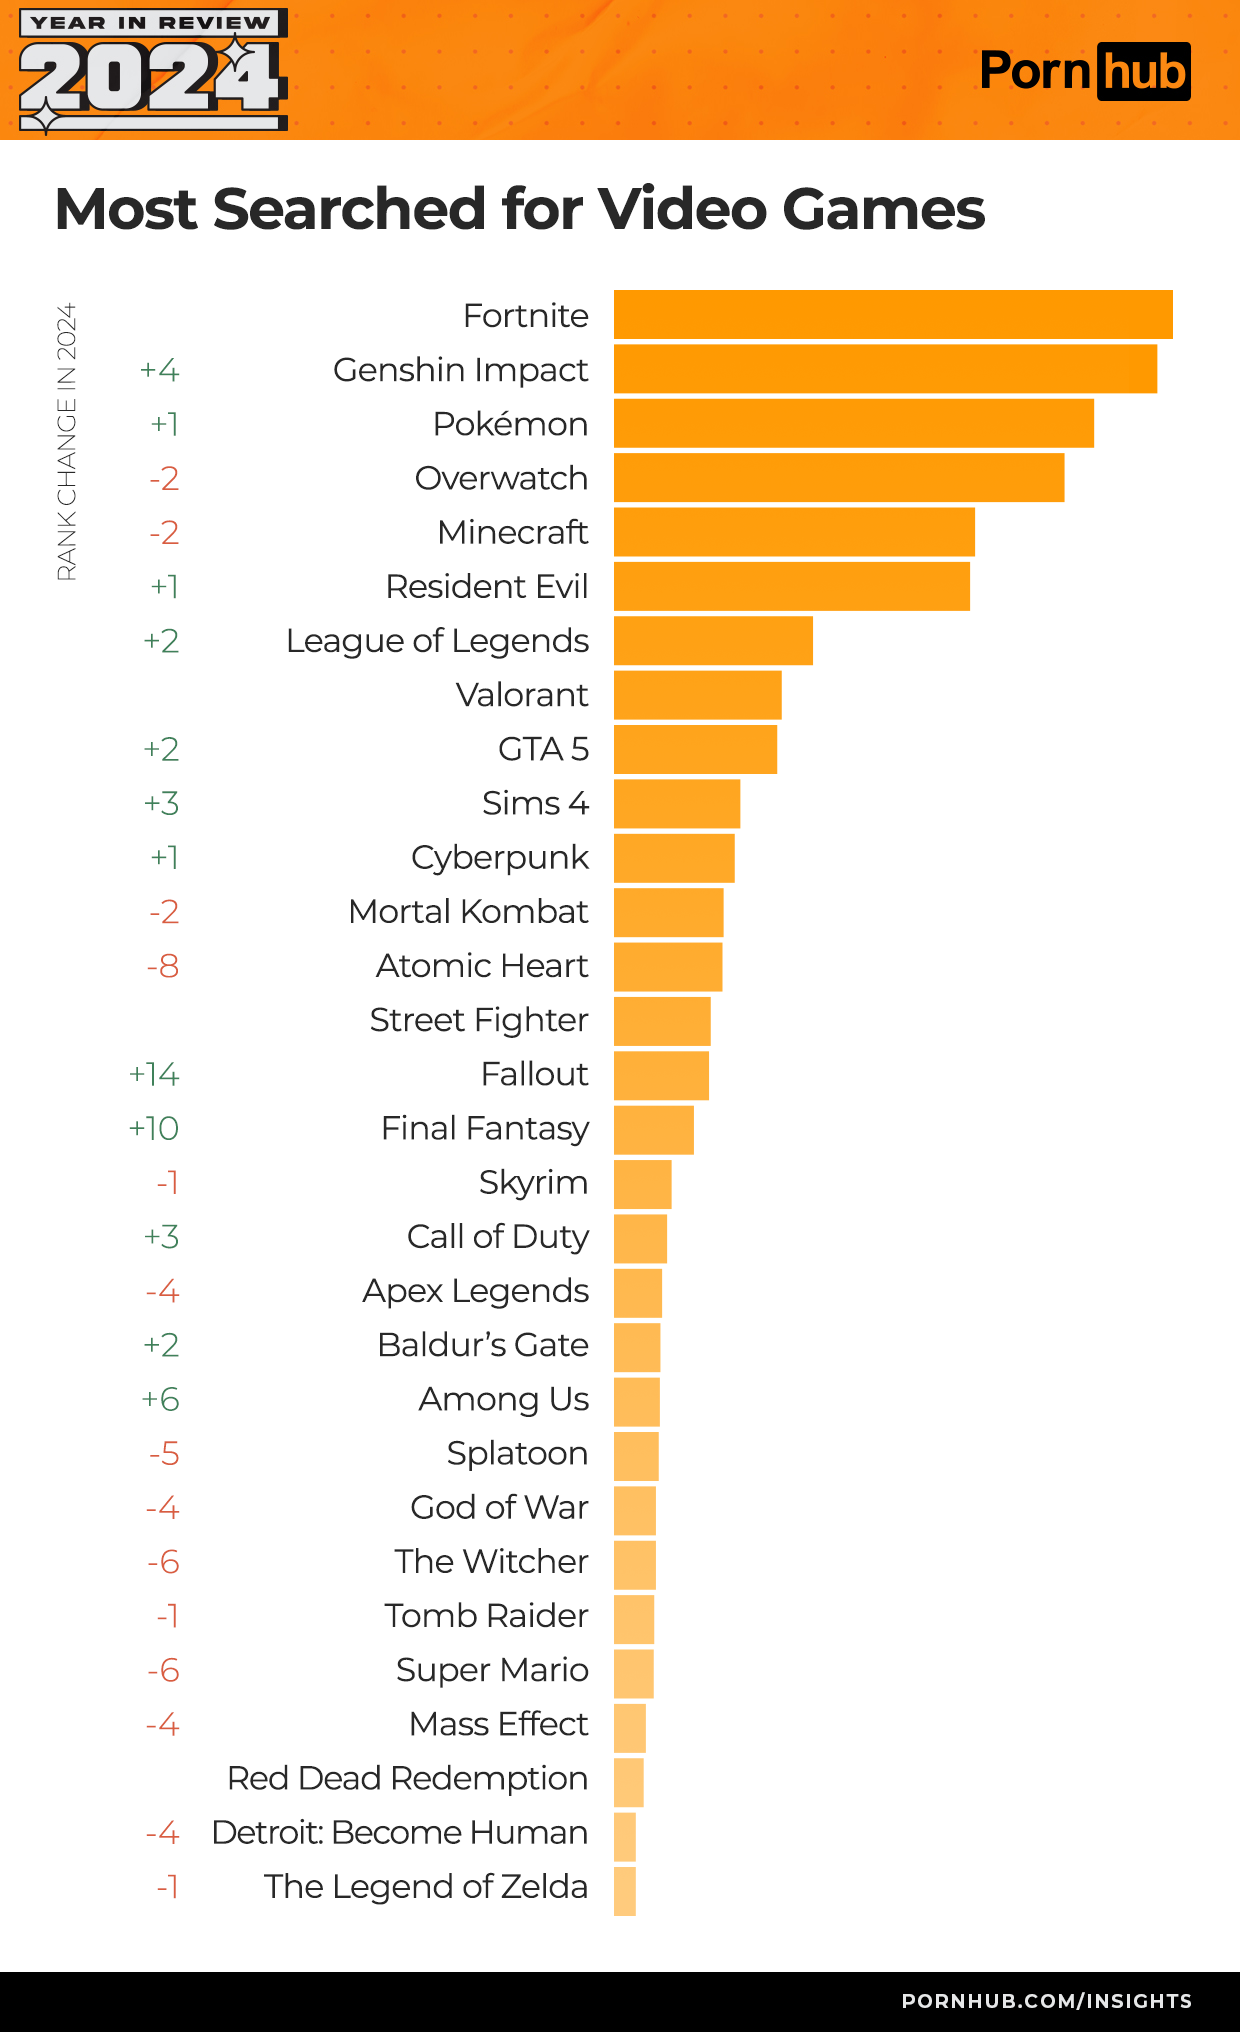 YEAR IN REVIEW
2024
Pornhub
Most Searched for Video Games
RANK CHANGE IN 2024
Fortnite
+4 Genshin Impact
+1 Pokémon
-2 Overwatch
-2 Minecraft
+1 Resident Evil
+2 League of Legends
Valorant
+2 GTA 5
+3 Sims 4
+1 Cyberpunk
-2 Mortal Kombat
-8 Atomic Heart
Street Fighter
+14 Fallout
+10 Final Fantasy
-1 Skyrim
+3 Call of Duty
-4 Apex Legends
+2 Baldur’s Gate
+6 Among Us
-5 Splatoon
-4 God of War
-6 The Witcher
-1 Tomb Raider
-6 Super Mario
-4 Mass Effect
Red Dead Redemption
-4 Detroit: Become Human
-1 The Legend of Zelda
PORNHUB.COM/INSIGHTS